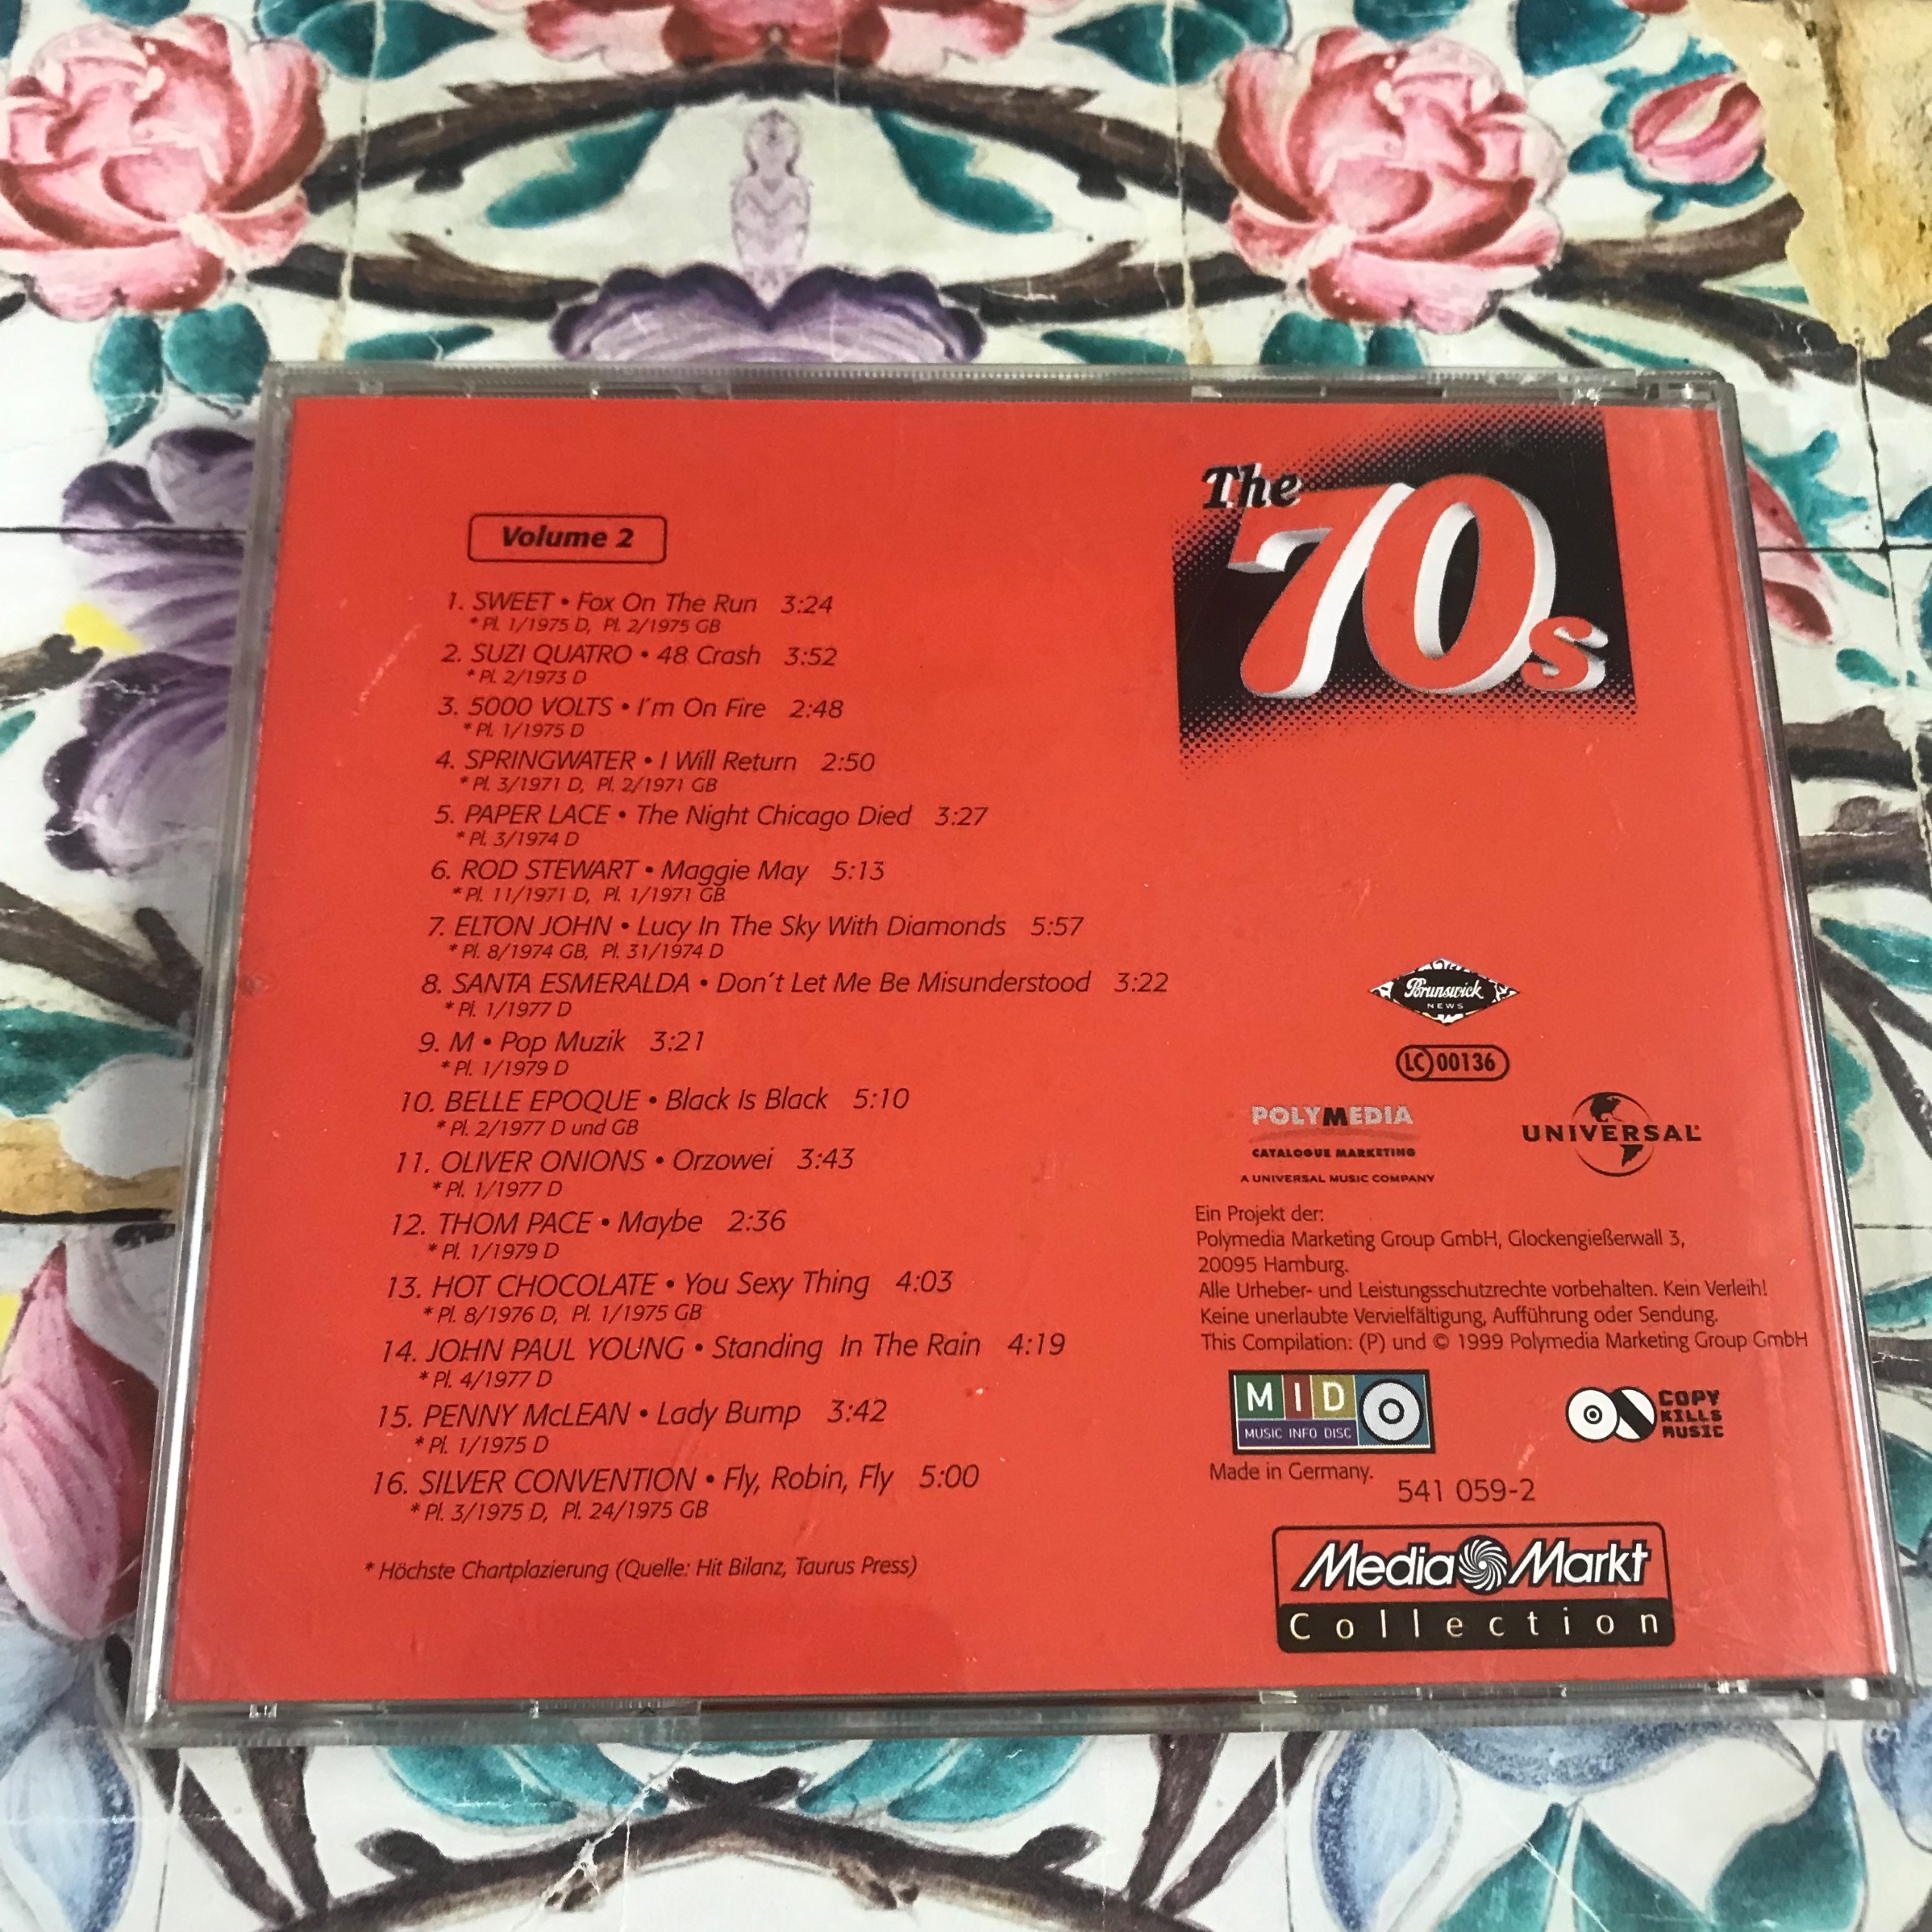 The
70s
Volume 2
1. SWEET • Fox On The Run 3:24
* Pl. 1/1975 D, Pl. 2/1975 GB
2. SUZI QUATRO • 48 Crash 3:52
* Pl. 2/1973 D
3. 5000 VOLTS • I'm On Fire 2:48
* Pl. 1/1975 D
4. SPRINGWATER • I Will Return 2:50
* Pl. 3/1971 D, Pl. 2/1971 GB
5. PAPER LACE • The Night Chicago Died 3:27
* Pl. 3/1974 D
6. ROD STEWART • Maggie May 5:13
* Pl. 11/1971 D, Pl. 1/1971 GB
7. ELTON JOHN • Lucy In The Sky With Diamonds 5:57
* Pl. 8/1974 GB, Pl. 31/1974 D
8. SANTA ESMERALDA • Don´t Let Me Be Misunderstood 3:22
* Pl. 1/1977 D
9. M • Pop Muzik 3:21
* Pl. 1/1979 D
10. BELLE EPOQUE • Black Is Black 5:10
* Pl. 2/1977 D und GB
11. OLIVER ONIONS • Orzowei 3:43
* Pl. 1/1977 D
12. THOM PACE • Maybe 2:36
* Pl. 1/1979 D
13. HOT CHOCOLATE • You Sexy Thing 4:03
* Pl. 8/1976 D, Pl. 1/1975 GB
14. JOHN PAUL YOUNG • Standing In The Rain 4:19
* Pl. 4/1977 D
15. PENNY McLEAN • Lady Bump 3:42
* Pl. 1/1975 D
16. SILVER CONVENTION • Fly, Robin, Fly 5:00
* Pl. 3/1975 D, Pl. 24/1975 GB
* Höchste Chartplazierung (Quelle: Hit Bilanz, Taurus Press)
Brunswick
NEWS
LC 00136
POLYMEDIA
CATALOGUE MARKETING
A UNIVERSAL MUSIC COMPANY
UNIVERSAL
Ein Projekt der:
Polymedia Marketing Group GmbH, Glockengießerwall 3,
20095 Hamburg.
Alle Urheber- und Leistungsschutzrechte vorbehalten. Kein Verleih!
Keine unerlaubte Vervielfältigung, Aufführung oder Sendung.
This Compilation: (P) und © 1999 Polymedia Marketing Group GmbH
MID
MUSIC INFO DISC
COPY
KILLS
MUSIC
Made in Germany.
541 059-2
Media Markt
Collection